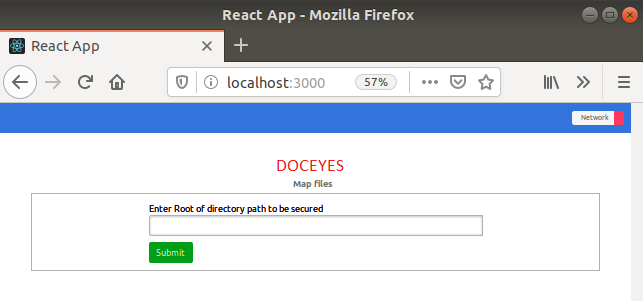 React App - Mozilla Firefox
React App
localhost:3000
57%
Network
DOCEYES
Map files
Enter Root of directory path to be secured
Submit